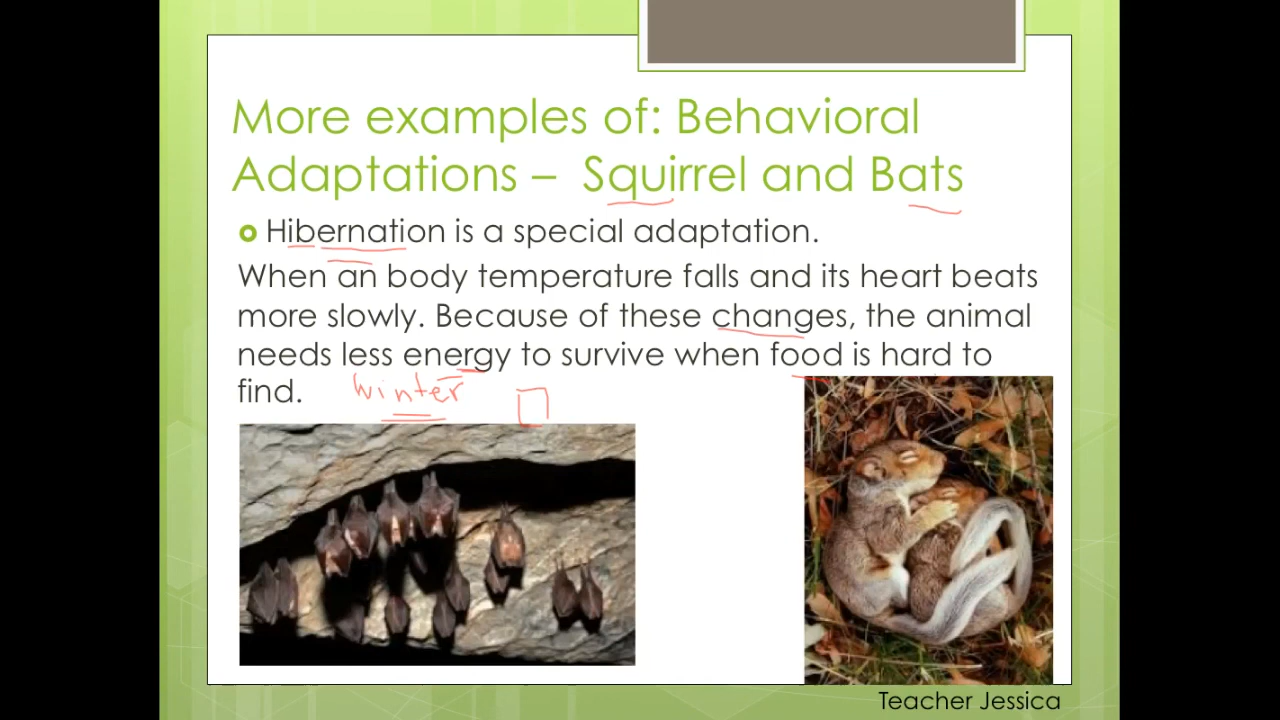 More examples of: Behavioral
Adaptations – Squirrel and Bats
Hibernation is a special adaptation.
When an body temperature falls and its heart beats
more slowly. Because of these changes, the animal
needs less energy to survive when food is hard to
find.
winter
Teacher Jessica